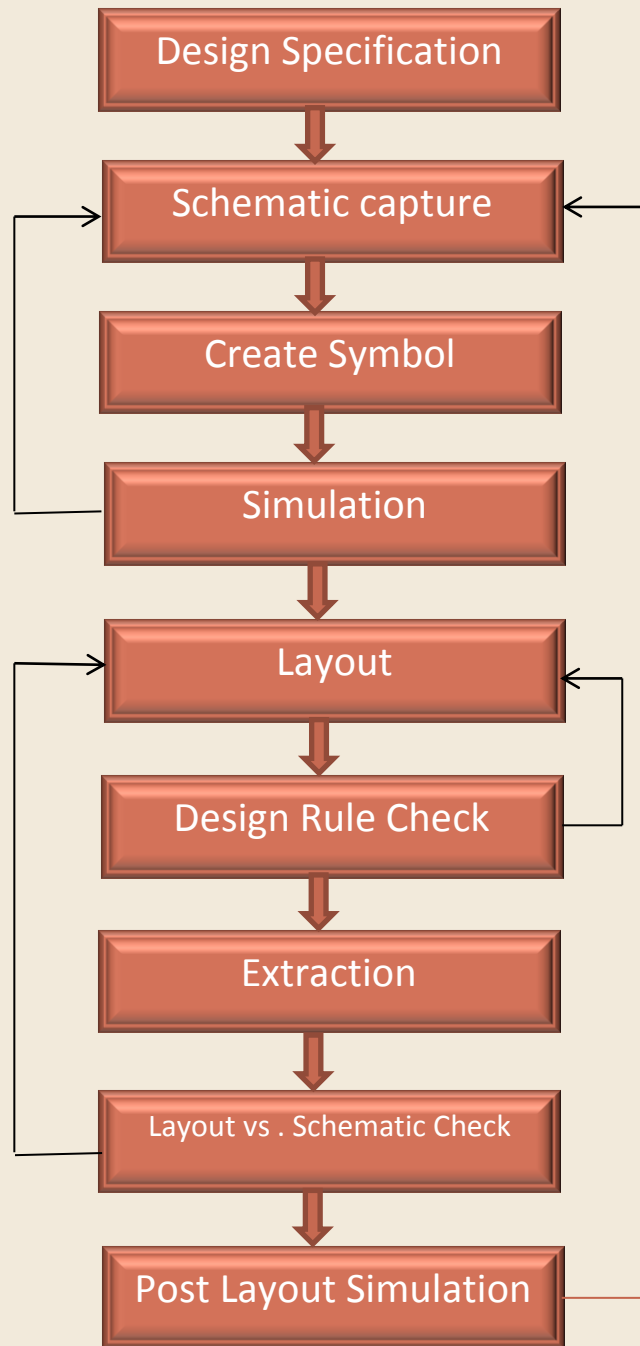 Design Specification
Schematic capture
Create Symbol
Simulation
Layout
Design Rule Check
Extraction
Layout vs . Schematic Check
Post Layout Simulation